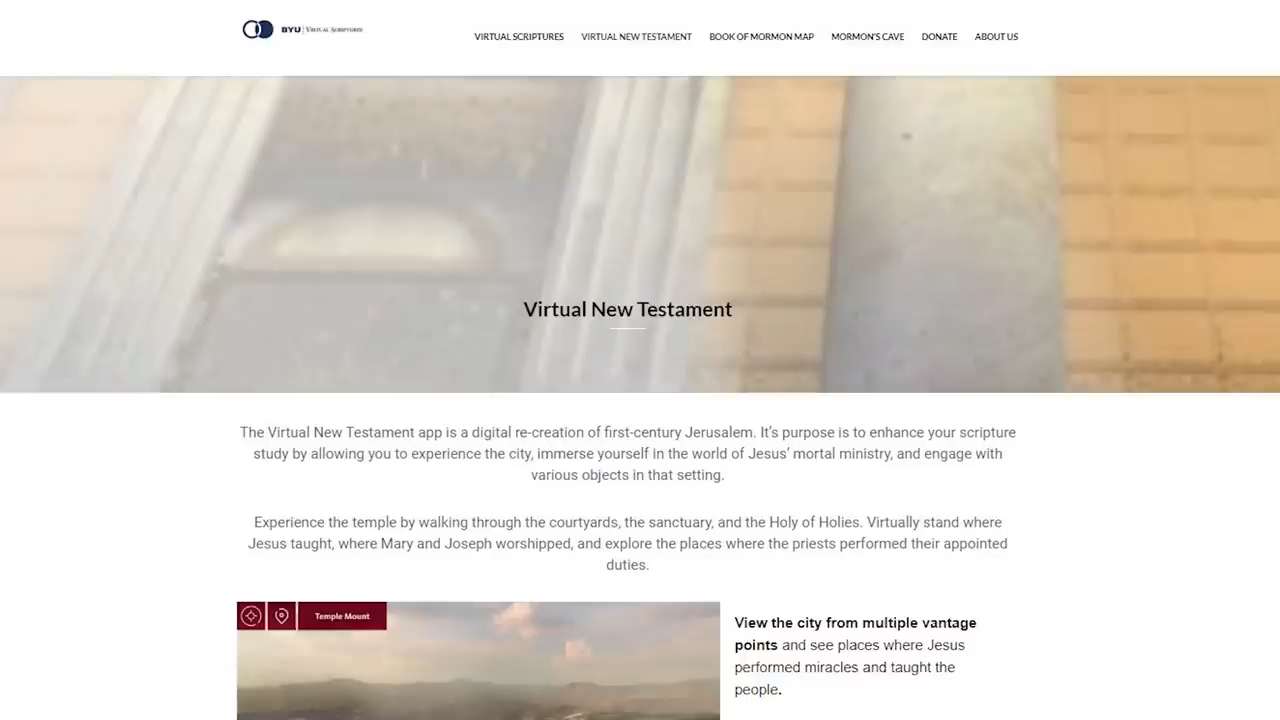 BYU | VIRTUAL SCRIPTURES
VIRTUAL SCRIPTURES
VIRTUAL NEW TESTAMENT
BOOK OF MORMON MAP
MORMON'S CAVE
DONATE
ABOUT US
Virtual New Testament
The Virtual New Testament app is a digital re-creation of first-century Jerusalem. It's purpose is to enhance your scripture
study by allowing you to experience the city, immerse yourself in the world of Jesus' mortal ministry, and engage with
various objects in that setting.
Experience the temple by walking through the courtyards, the sanctuary, and the Holy of Holies. Virtually stand where
Jesus taught, where Mary and Joseph worshipped, and explore the places where the priests performed their appointed
duties.
Temple Mount
View the city from multiple vantage
points and see places where Jesus
performed miracles and taught the
people.